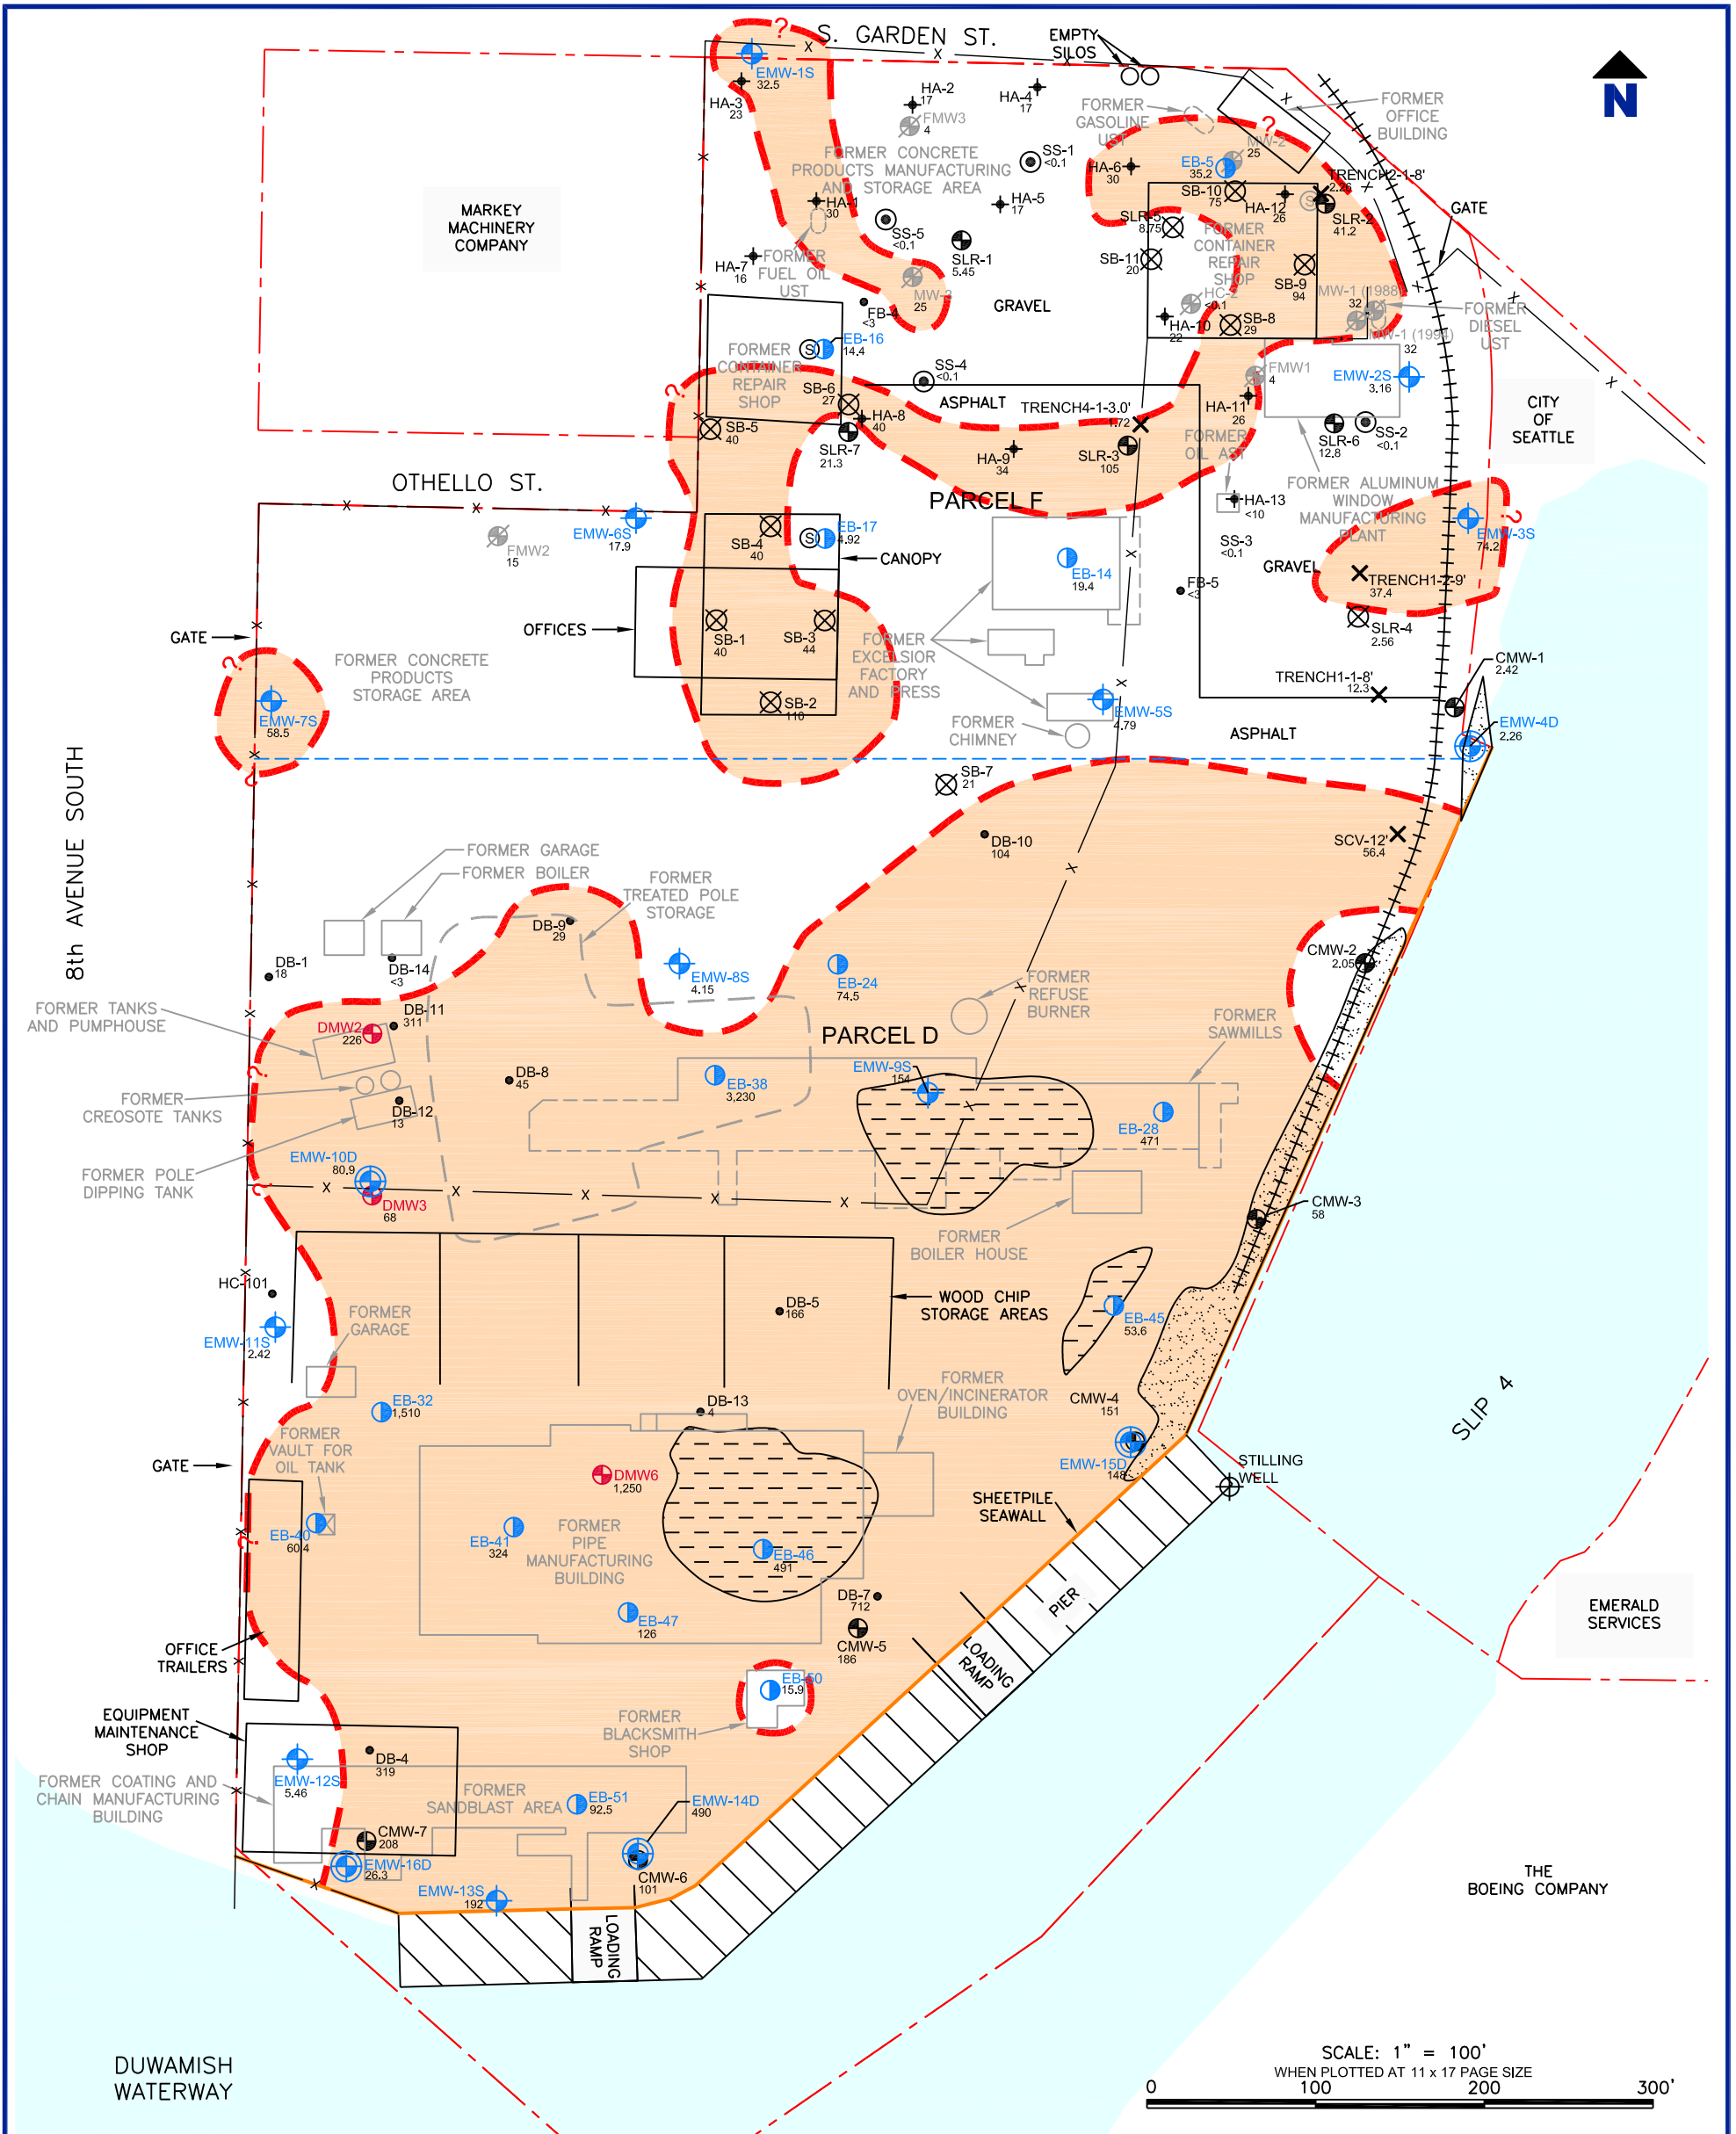 S. GARDEN ST.
EMPTY
SILOS
N
EMW-1S
32.5
HA-3
23
HA-2
17
FMW3
4
HA-4
17
FORMER
GASOLINE
UST
FORMER
OFFICE
BUILDING
MW-2
25
EB-5
35.2
HA-6
30
SS-1
<0.1
FORMER CONCRETE
PRODUCTS MANUFACTURING
AND STORAGE AREA
TRENCH2-1-8'
2.26
SB-10
75
HA-12
26
S
SLR-2
41.2
GATE
HA-1
30
HA-5
17
SS-5
<0.1
SLR-1
5.45
SLR-5
8.75
FORMER
CONTAINER
REPAIR
SHOP
SB-11
20
SB-9
94
MARKEY
MACHINERY
COMPANY
HA-7
16
FORMER
FUEL OIL
UST
MW-3
25
FB-4
<3
GRAVEL
HC-2
<0.1
HA-10
22
SB-8
29
MW-1 (1988)
32
MW-1 (1994)
32
FORMER
DIESEL
UST
S
EB-16
14.4
FORMER
CONTAINER
REPAIR
SHOP
SS-4
<0.1
FMW1
4
EMW-2S
3.16
SB-6
27
HA-8
40
ASPHALT
TRENCH4-1-3.0'
1.72
HA-11
26
CITY
OF
SEATTLE
SB-5
40
SLR-7
21.3
HA-9
34
SLR-3
105
FORMER
OIL AST
SLR-6
12.8
SS-2
<0.1
OTHELLO ST.
PARCEL F
HA-13
<10
FORMER ALUMINUM
WINDOW
MANUFACTURING
PLANT
EMW-6S
17.9
FMW2
15
SB-4
40
S
EB-17
4.92
CANOPY
EB-14
19.4
SS-3
<0.1
EMW-3S
74.2
GRAVEL
TRENCH1-2-9'
37.4
FB-5
<3
SLR-4
2.56
GATE
OFFICES
SB-1
40
SB-3
44
FORMER
EXCELSIOR
FACTORY
AND PRESS
FORMER CONCRETE
PRODUCTS
STORAGE AREA
CMW-1
2.42
TRENCH1-1-8'
12.3
EMW-7S
58.5
SB-2
110
EMW-5S
4.79
FORMER
CHIMNEY
ASPHALT
EMW-4D
2.26
8th AVENUE SOUTH
SB-7
21
DB-10
104
SCV-12'
56.4
FORMER GARAGE
FORMER BOILER
FORMER
TREATED POLE
STORAGE
DB-9
29
DB-1
18
DB-14
<3
EMW-8S
4.15
EB-24
74.5
FORMER
REFUSE
BURNER
CMW-2
2.05
FORMER TANKS
AND PUMPHOUSE
DMW2
226
DB-11
311
PARCEL D
FORMER
SAWMILLS
DB-8
45
EB-38
3,230
EMW-9S
154
FORMER
CREOSOTE TANKS
DB-12
13
EB-28
471
FORMER POLE
DIPPING TANK
EMW-10D
80.9
DMW3
68
CMW-3
58
FORMER
BOILER HOUSE
HC-101
EMW-11S
2.42
FORMER
GARAGE
DB-5
166
WOOD CHIP
STORAGE AREAS
EB-45
53.6
EB-32
1,510
DB-13
4
FORMER
OVEN/INCINERATOR
BUILDING
CMW-4
151
EMW-15D
148
SLIP 4
FORMER
VAULT FOR
OIL TANK
GATE
DMW6
1,250
STILLING
WELL
SHEETPILE
SEAWALL
EB-40
60.4
EB-41
324
FORMER
PIPE
MANUFACTURING
BUILDING
EB-46
491
DB-7
712
PIER
EMERALD
SERVICES
EB-47
126
CMW-5
186
LOADING
RAMP
OFFICE
TRAILERS
EB-50
15.9
EQUIPMENT
MAINTENANCE
SHOP
FORMER
BLACKSMITH
SHOP
EMW-12S
5.46
DB-4
319
FORMER COATING AND
CHAIN MANUFACTURING
BUILDING
FORMER
SANDBLAST AREA
EB-51
92.5
EMW-14D
490
CMW-7
208
EMW-16D
26.3
CMW-6
101
EMW-13S
192
LOADING
RAMP
THE
BOEING COMPANY
DUWAMISH
WATERWAY
SCALE: 1" = 100'
WHEN PLOTTED AT 11 x 17 PAGE SIZE
0 100 200 300'